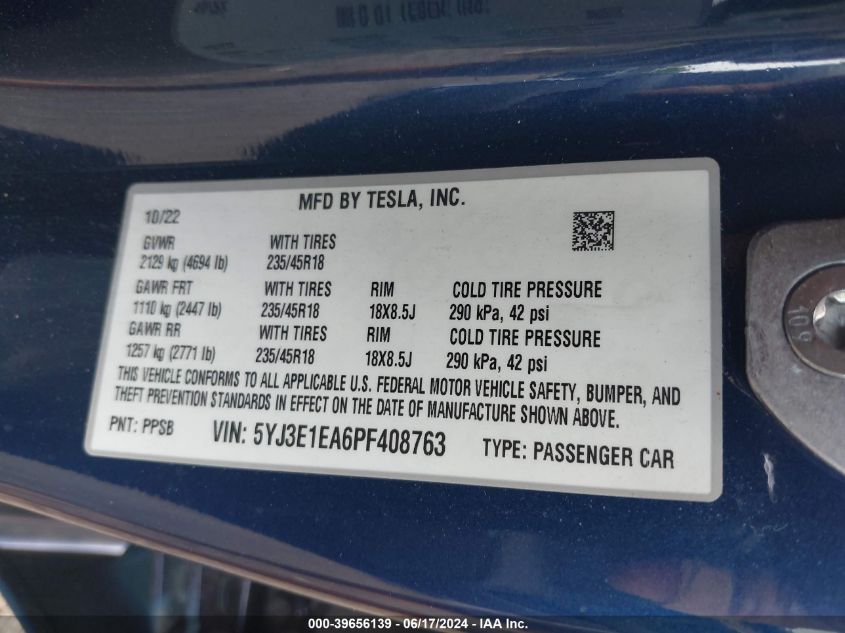 MFD BY TESLA, INC.
10/22
GVWR WITH TIRES
2129 kg (4694 lb) 235/45R18
GAWR FRT WITH TIRES RIM COLD TIRE PRESSURE
1110 kg (2447 lb) 235/45R18 18X8.5J 290 kPa, 42 psi
GAWR RR WITH TIRES RIM COLD TIRE PRESSURE
1257 kg (2771 lb) 235/45R18 18X8.5J 290 kPa, 42 psi
THIS VEHICLE CONFORMS TO ALL APPLICABLE U.S. FEDERAL MOTOR VEHICLE SAFETY, BUMPER, AND
THEFT PREVENTION STANDARDS IN EFFECT ON THE DATE OF MANUFACTURE SHOWN ABOVE.
PNT: PPSB VIN: 5YJ3E1EA6PF408763 TYPE: PASSENGER CAR
10.9
000-39656139 - 06/17/2024 - IAAI.com